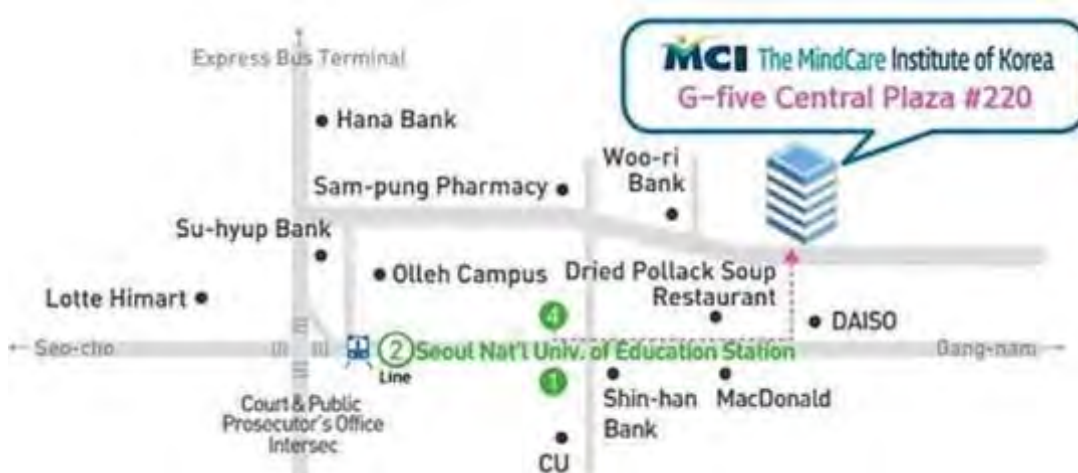 Express Bus Terminal
MCI The MindCare Institute of Korea
G-five Central Plaza #220
Hana Bank
Woo-ri
Bank
Sam-pung Pharmacy
Su-hyup Bank
Olleh Campus
Dried Pollack Soup
Restaurant
Lotte Himart
4
DAISO
Seo-cho
2
Line
Seoul Nat'l Univ. of Education Station
Gang-nam
1
Shin-han
Bank
MacDonald
Court & Public
Prosecutor's Office
Intersec
CU